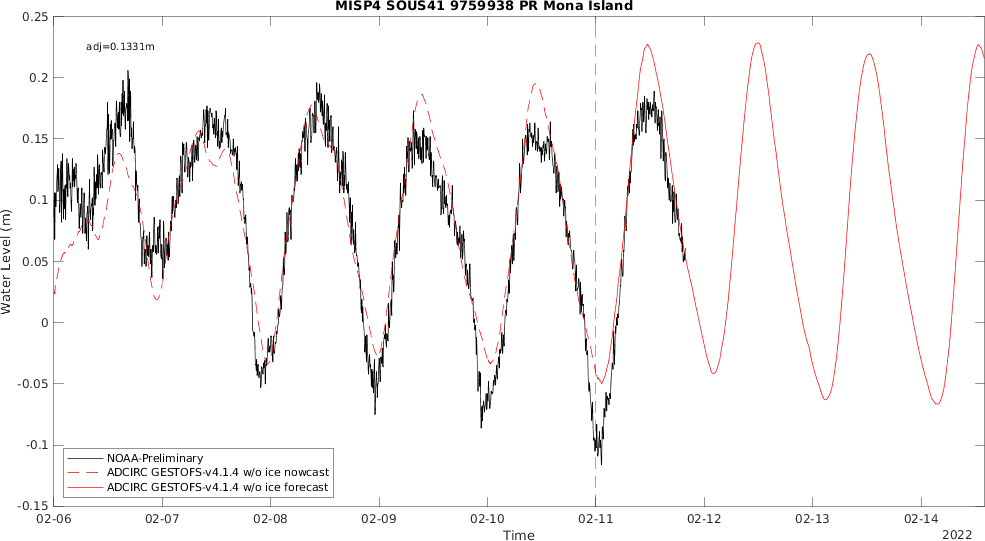 MISP4 SOUS41 9759938 PR Mona Island
adj=0.1331m
0.25
0.2
0.15
0.1
0.05
0
-0.05
-0.1
-0.15
Water Level (m)
NOAA-Preliminary
ADCIRC GESTOFS-v4.1.4 w/o ice nowcast
ADCIRC GESTOFS-v4.1.4 w/o ice forecast
02-06 02-07 02-08 02-09 02-10 02-11 02-12 02-13 02-14
Time
2022